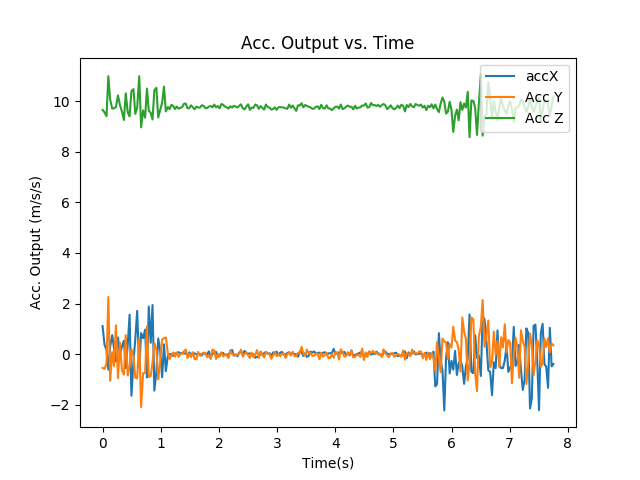 Acc. Output vs. Time
accX
Acc Y
Acc Z
10
8
6
4
2
0
−2
Acc. Output (m/s/s)
0 1 2 3 4 5 6 7 8
Time(s)